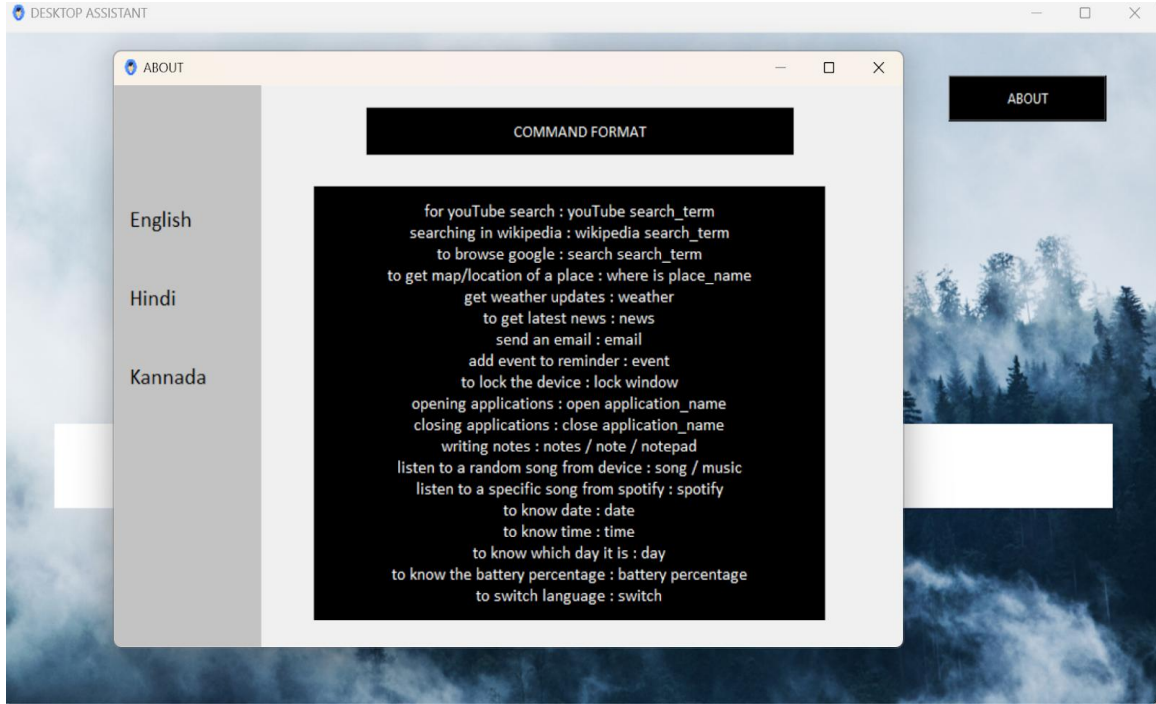 DESKTOP ASSISTANT
ABOUT
ABOUT
COMMAND FORMAT
English
Hindi
Kannada
for youTube search : youTube search_term
searching in wikipedia : wikipedia search_term
to browse google : search search_term
to get map/location of a place : where is place_name
get weather updates : weather
to get latest news : news
send an email : email
add event to reminder : event
to lock the device : lock window
opening applications : open application_name
closing applications : close application_name
writing notes : notes / note / notepad
listen to a random song from device : song / music
listen to a specific song from spotify : spotify
to know date : date
to know time : time
to know which day it is : day
to know the battery percentage : battery percentage
to switch language : switch